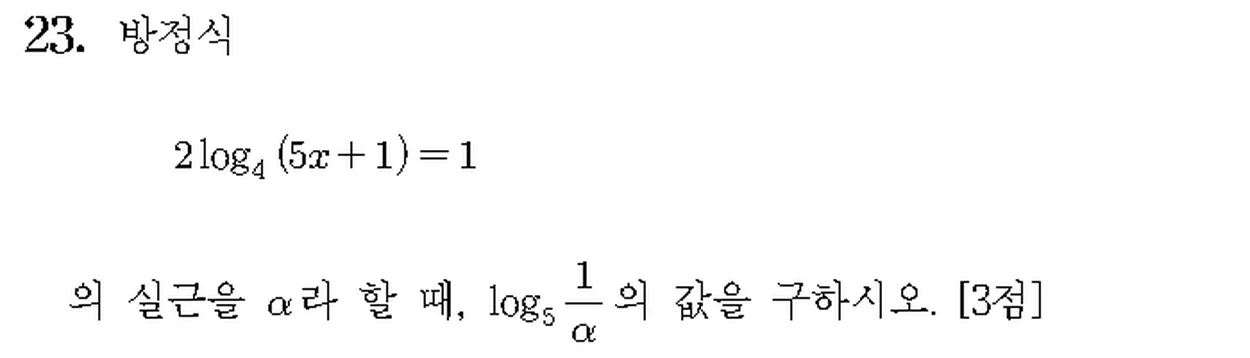 23. 방정식
2log₄(5x+1)=1
의 실근을 α라 할 때, log₅ 1/α 의 값을 구하시오. [3점]